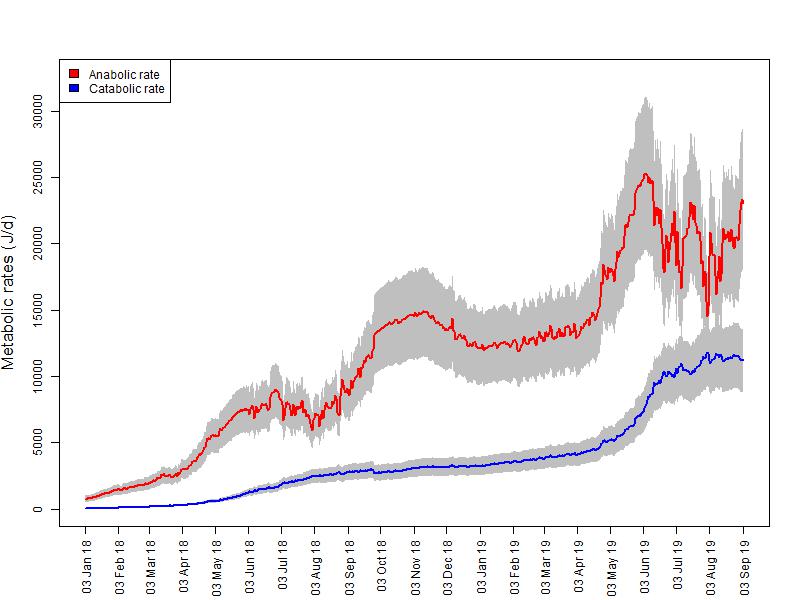 Anabolic rate
Catabolic rate
Metabolic rates (J/d)
30000
25000
20000
15000
10000
5000
0
03 Jan 18
03 Feb 18
03 Mar 18
03 Apr 18
03 May 18
03 Jun 18
03 Jul 18
03 Aug 18
03 Sep 18
03 Oct 18
03 Nov 18
03 Dec 18
03 Jan 19
03 Feb 19
03 Mar 19
03 Apr 19
03 May 19
03 Jun 19
03 Jul 19
03 Aug 19
03 Sep 19